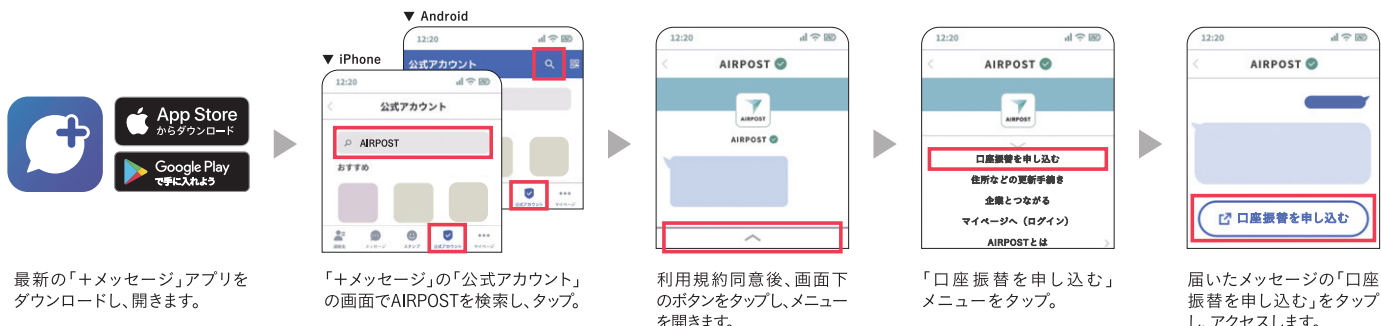 App Store
からダウンロード
Google Play
で手に入れよう
最新の「＋メッセージ」アプリを
ダウンロードし、開きます。
▼ Android
12:20
公式アカウント
▼ iPhone
12:20
公式アカウント
AIRPOST
おすすめ
連絡先
メッセージ
スタンプ
公式アカウント
マイページ
公式アカウント
マイページ
「＋メッセージ」の「公式アカウント」
の画面でAIRPOSTを検索し、タップ。
12:20
AIRPOST
AIRPOST
AIRPOST
利用規約同意後、画面下
のボタンをタップし、メニュー
を開きます。
12:20
AIRPOST
AIRPOST
口座振替を申し込む
住所などの更新手続き
企業とつながる
マイページへ（ログイン）
AIRPOSTとは
「口座振替を申し込む」
メニューをタップ。
12:20
AIRPOST
口座振替を申し込む
届いたメッセージの「口座
振替を申し込む」をタップ
し、アクセスします。